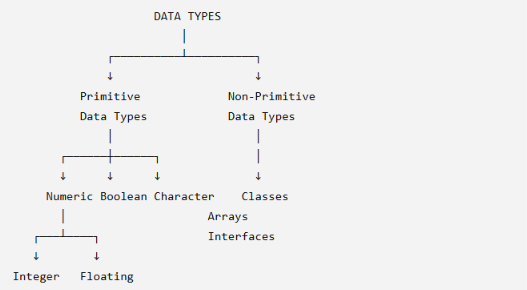 DATA TYPES
Primitive Non-Primitive
Data Types Data Types
Numeric Boolean Character Classes
Arrays
Interfaces
Integer Floating